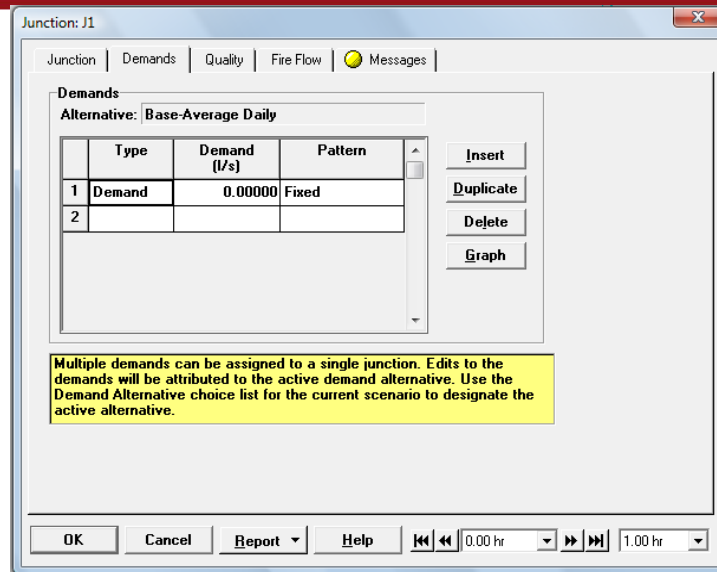 Junction: J1
Junction Demands Quality Fire Flow Messages
Demands
Alternative: Base-Average Daily
Type Demand (l/s) Pattern
1 Demand 0.00000 Fixed
2
Insert
Duplicate
Delete
Graph
Multiple demands can be assigned to a single junction. Edits to the
demands will be attributed to the active demand alternative. Use the
Demand Alternative choice list for the current scenario to designate the
active alternative.
OK Cancel Report Help 0.00 hr 1.00 hr